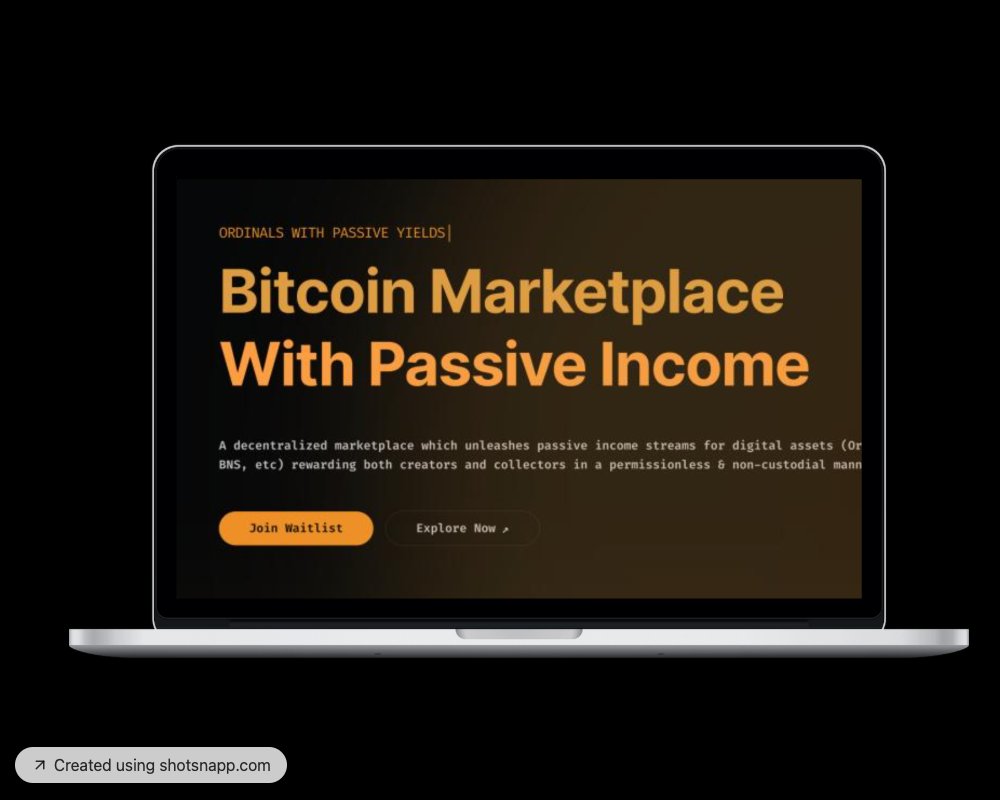 ORDINALS WITH PASSIVE YIELDS|
Bitcoin Marketplace
With Passive Income
A decentralized marketplace which unleashes passive income streams for digital assets (Or
BNS, etc) rewarding both creators and collectors in a permissionless & non-custodial mann
Join Waitlist
Explore Now ↗
↗ Created using shotsnapp.com